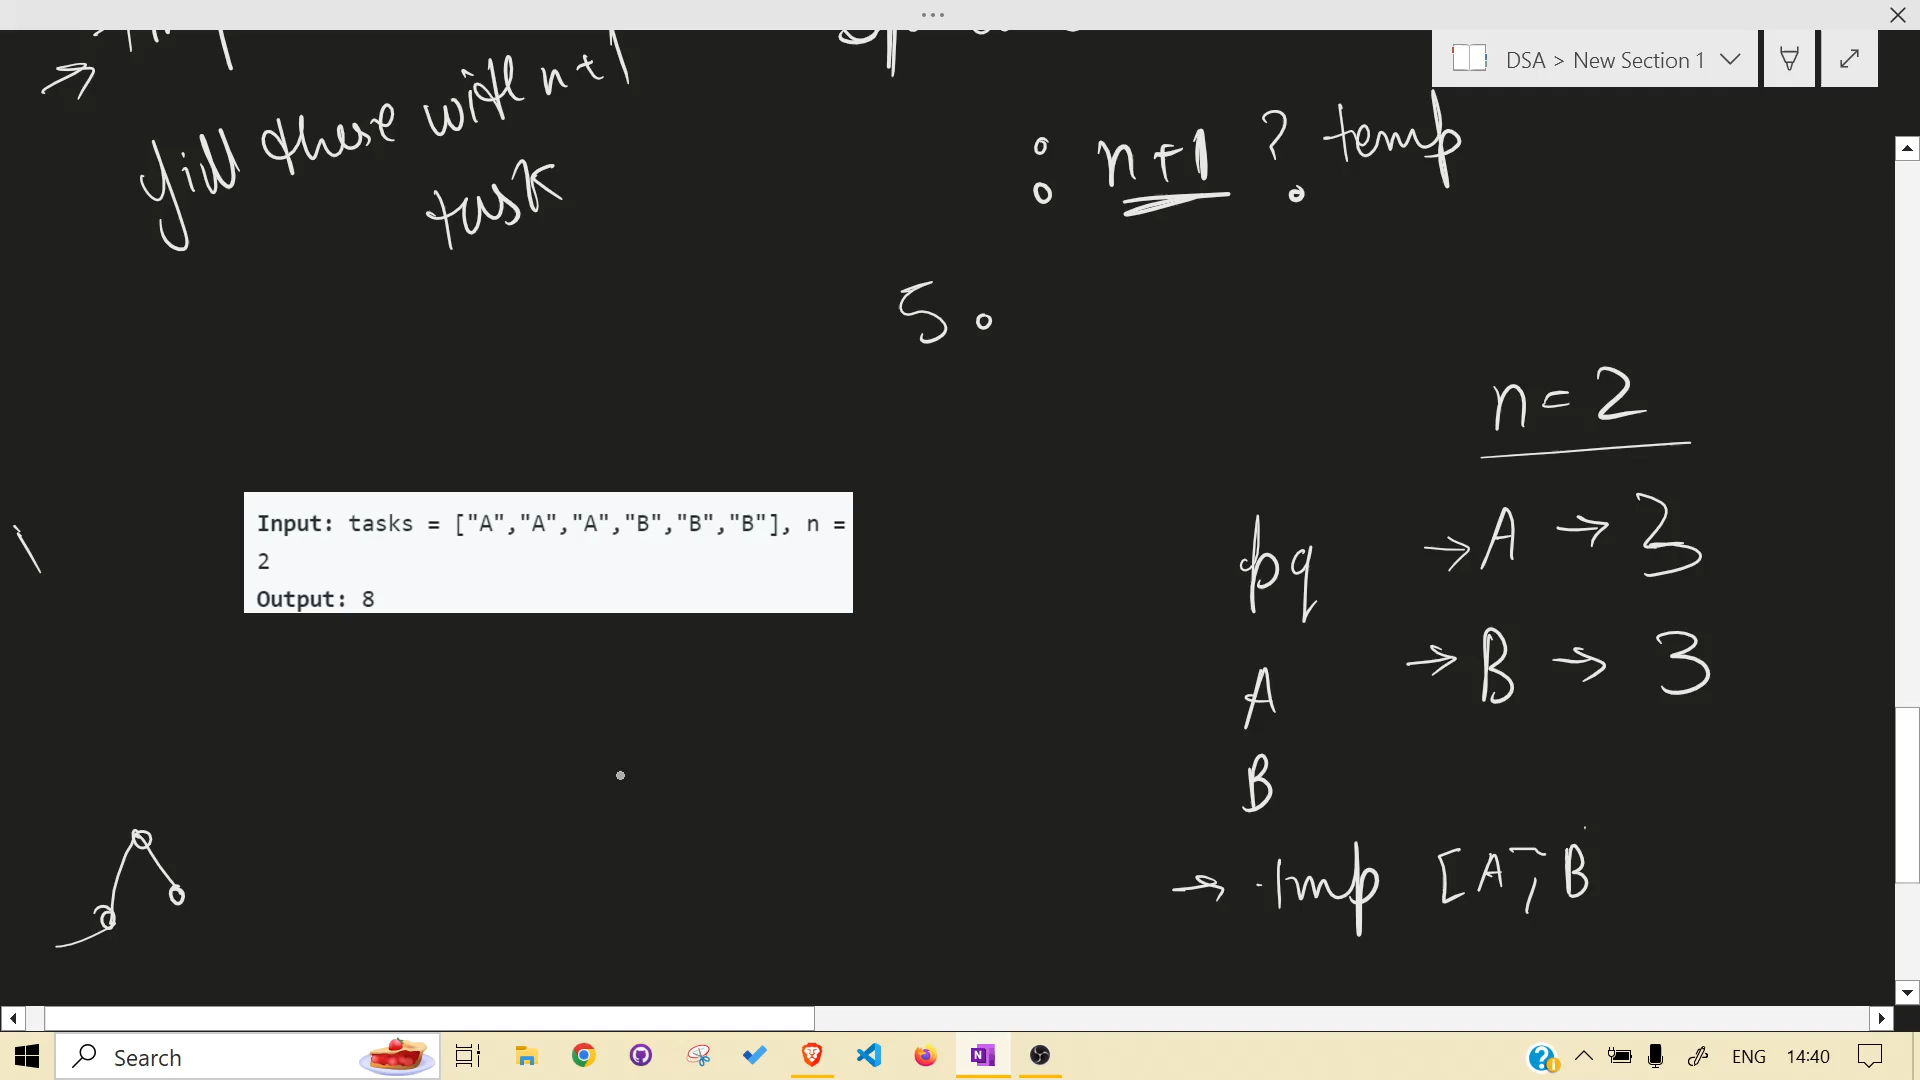 DSA > New Section 1
fill these with n+1
task
: n+1 ? temp
5.
n = 2
Input: tasks = ["A","A","A","B","B","B"], n =
2
Output: 8
pq
→ A → 3
→ B → 3
A
B
→ tmp [A, B
Search
ENG
14:40